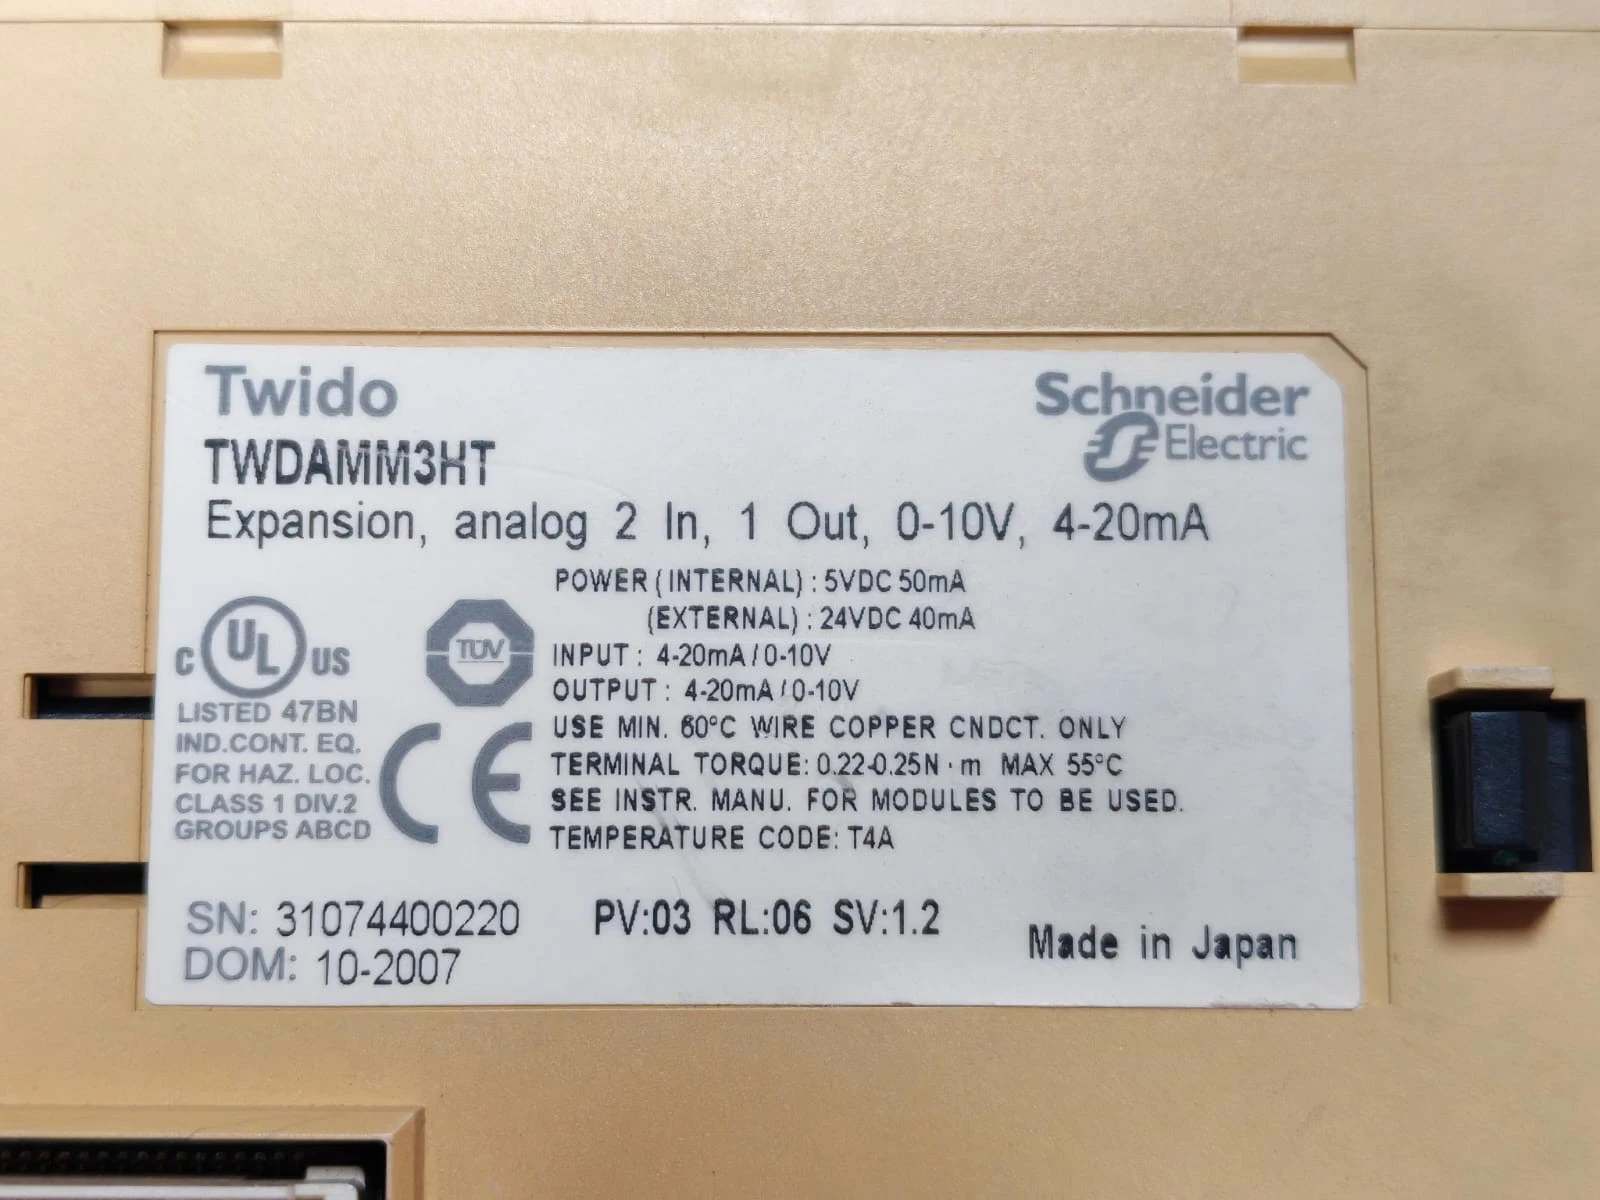 Twido
Schneider
Electric
TWDAMM3HT
Expansion, analog 2 In, 1 Out, 0-10V, 4-20mA
POWER (INTERNAL) : 5VDC 50mA
(EXTERNAL) : 24VDC 40mA
INPUT : 4-20mA / 0-10V
OUTPUT : 4-20mA / 0-10V
USE MIN. 60°C WIRE COPPER CNDCT. ONLY
TERMINAL TORQUE: 0.22-0.25N·m MAX 55°C
SEE INSTR. MANU. FOR MODULES TO BE USED.
TEMPERATURE CODE: T4A
C UL US
LISTED 47BN
IND.CONT. EQ.
FOR HAZ. LOC.
CLASS 1 DIV.2
GROUPS ABCD
TÜV
CE
SN: 31074400220 PV:03 RL:06 SV:1.2
DOM: 10-2007
Made in Japan